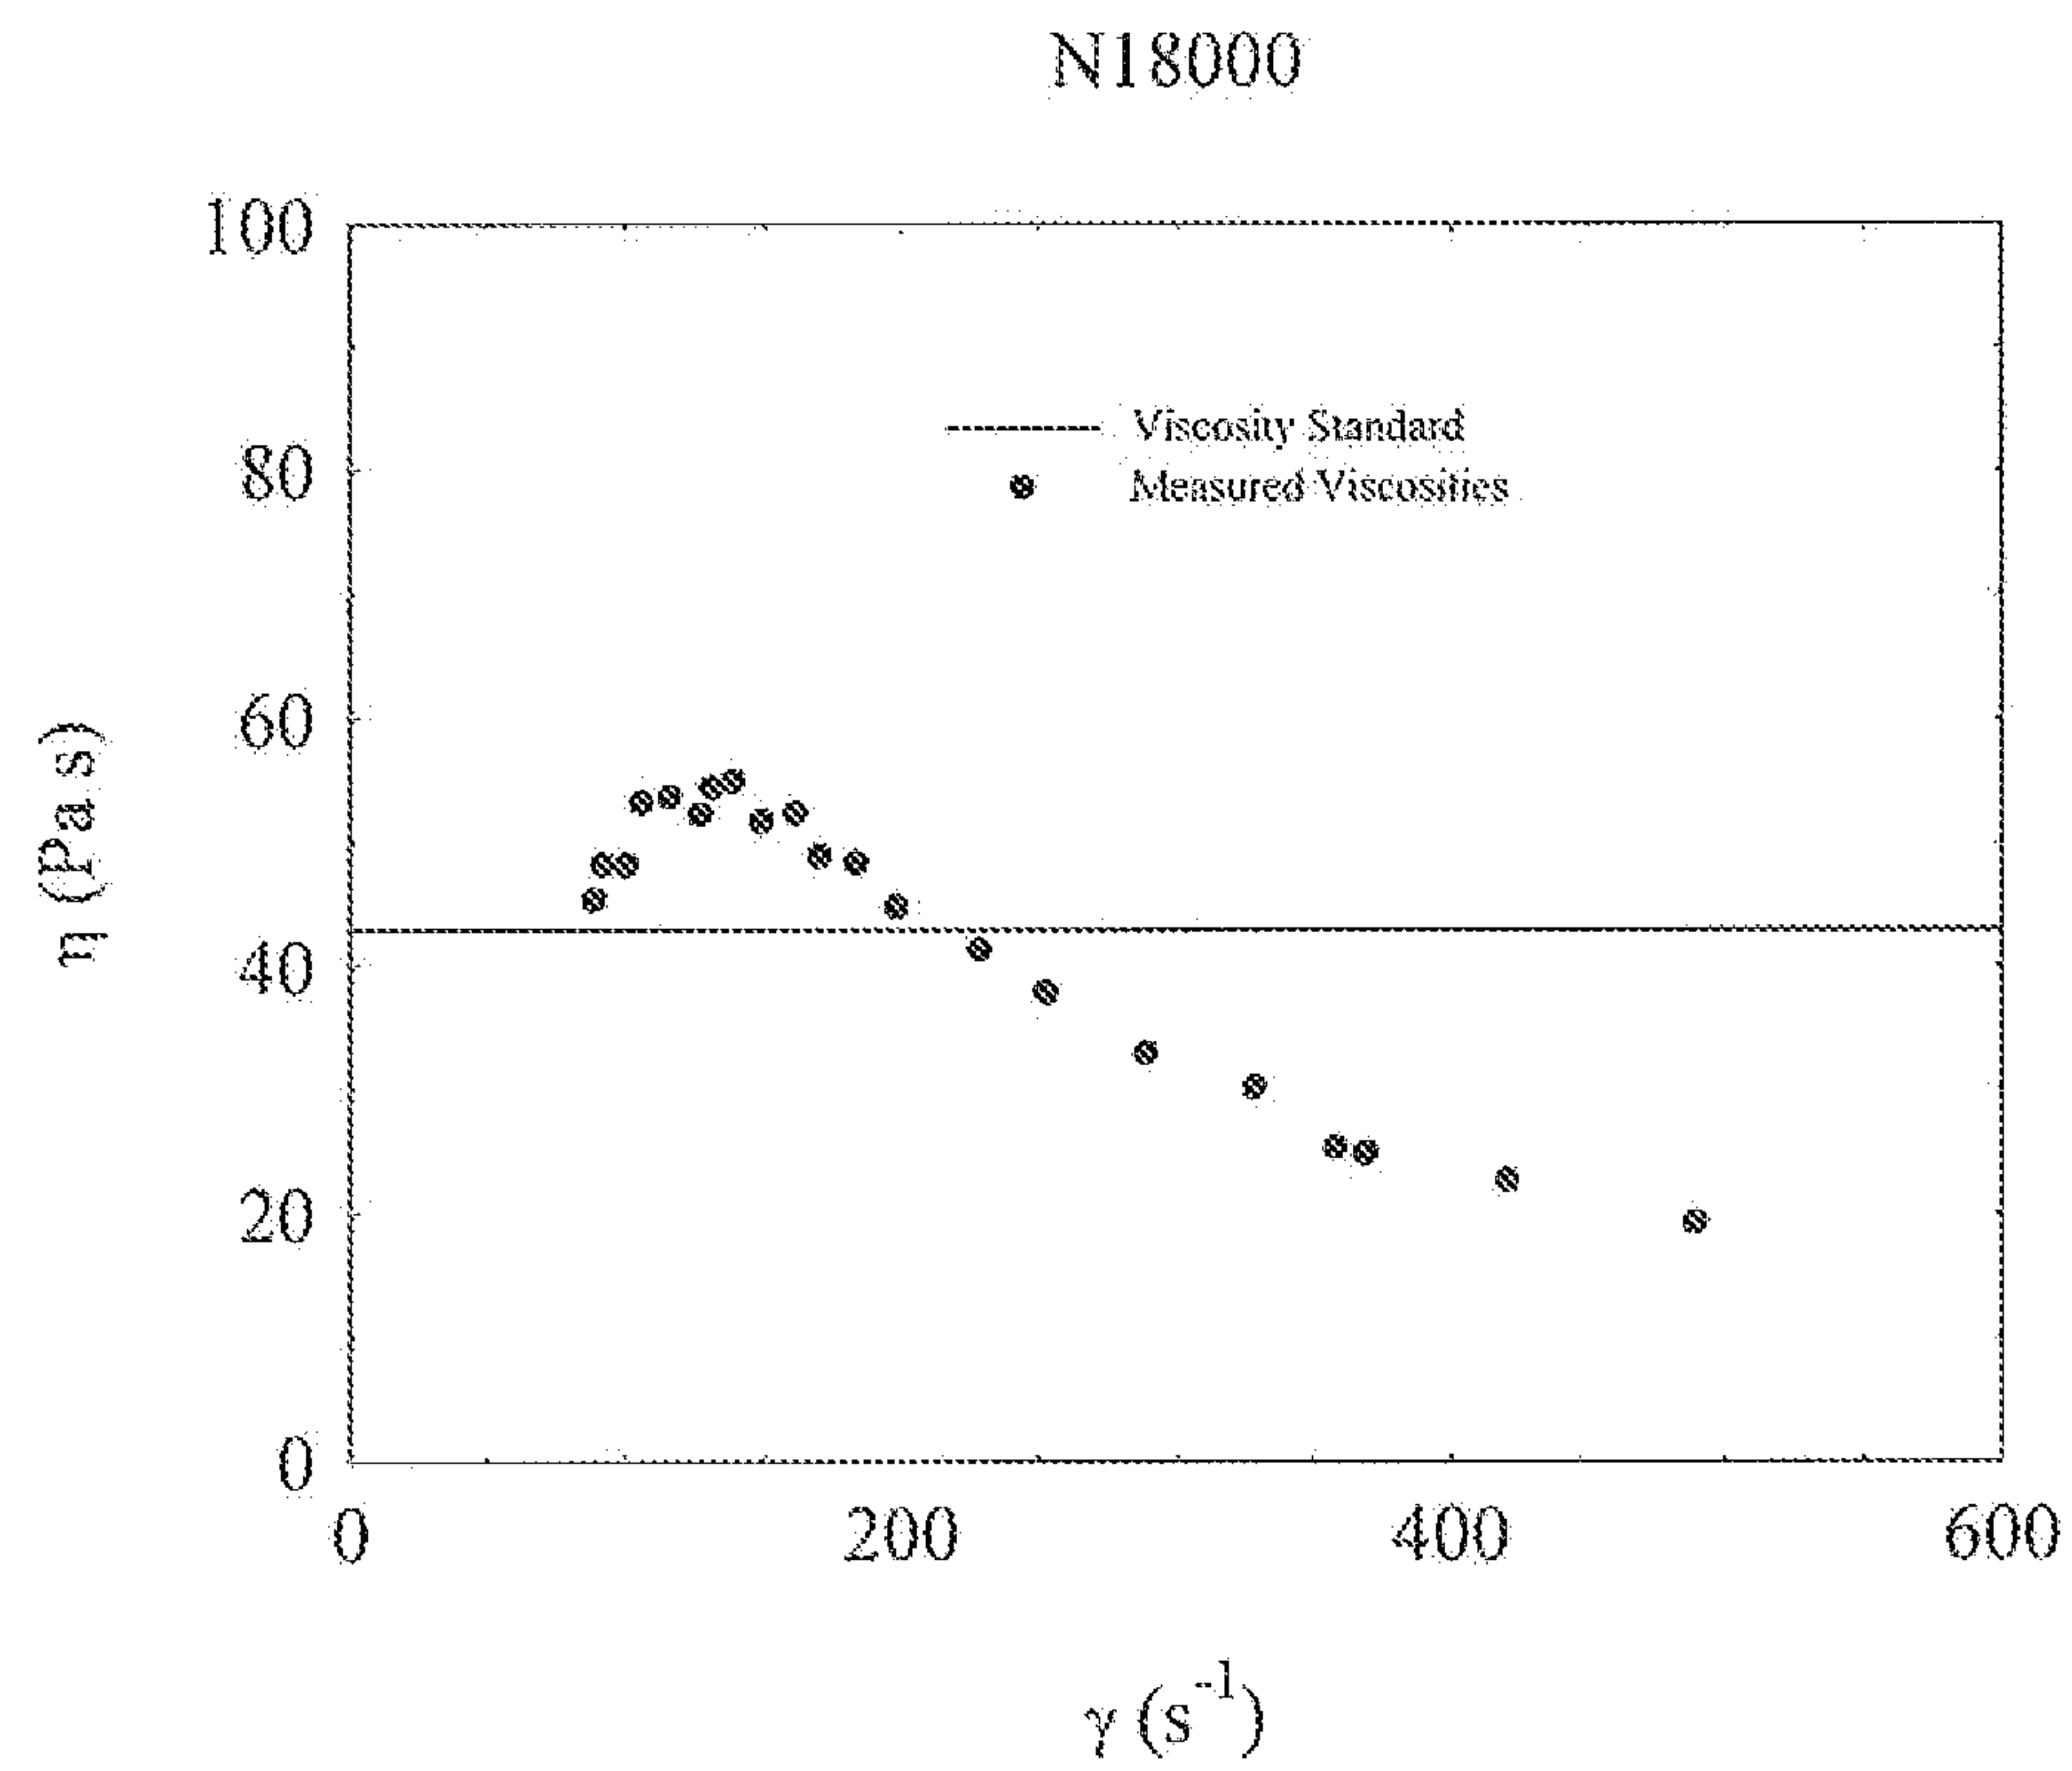 N18000
100
80
60
40
20
0
η (Pa s)
Viscosity Standard
Measured Viscosities
0 200 400 600
γ (s⁻¹)